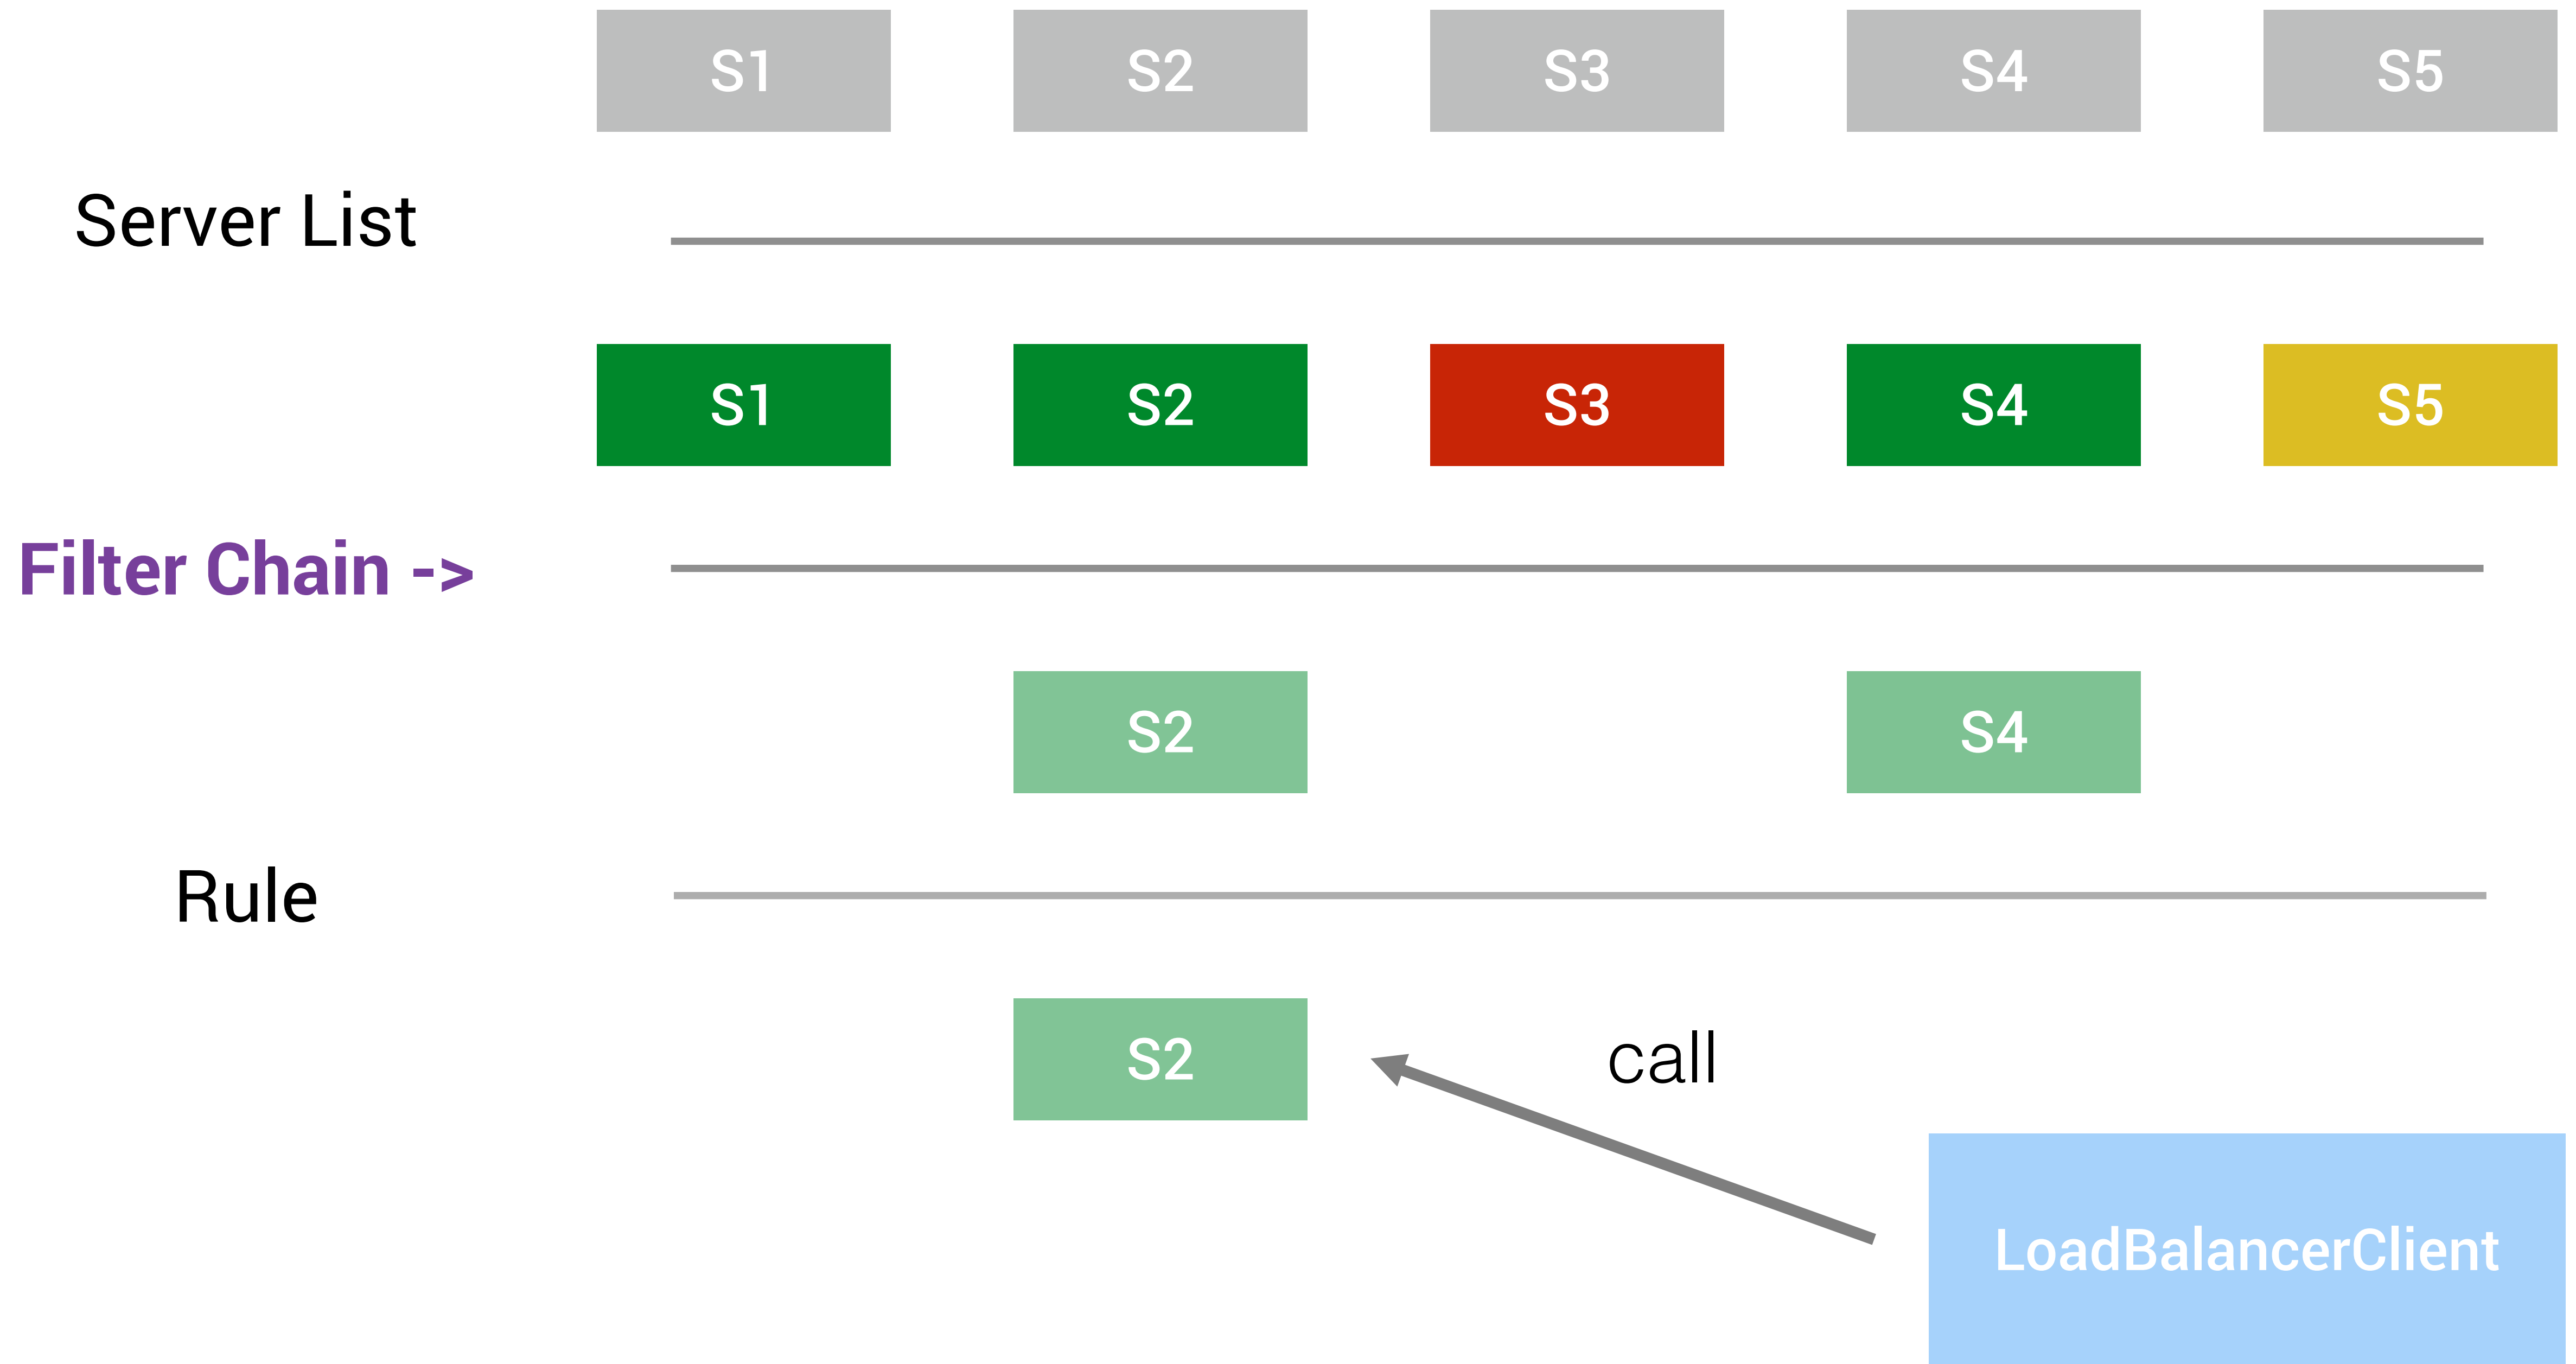 S1
S2
S3
S4
S5
Server List
S1
S2
S3
S4
S5
Filter Chain ->
S2
S4
Rule
S2
call
LoadBalancerClient